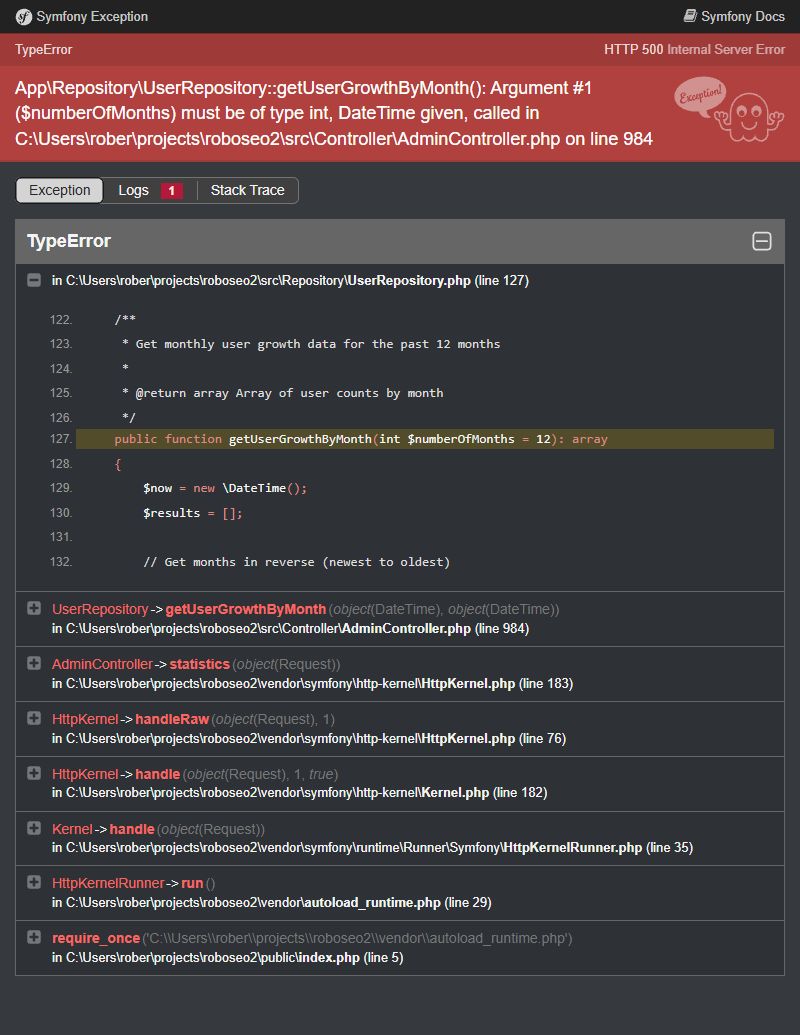 Symfony Exception
Symfony Docs
TypeError
HTTP 500 Internal Server Error
App\Repository\UserRepository::getUserGrowthByMonth(): Argument #1
($numberOfMonths) must be of type int, DateTime given, called in
C:\Users\rober\projects\roboseo2\src\Controller\AdminController.php on line 984
Exception!
Exception
Logs 1
Stack Trace
TypeError
in C:\Users\rober\projects\roboseo2\src\Repository\UserRepository.php (line 127)
122. /**
123. * Get monthly user growth data for the past 12 months
124. *
125. * @return array Array of user counts by month
126. */
127. public function getUserGrowthByMonth(int $numberOfMonths = 12): array
128. {
129. $now = new \DateTime();
130. $results = [];
131.
132. // Get months in reverse (newest to oldest)
UserRepository->getUserGrowthByMonth(object(DateTime), object(DateTime))
in C:\Users\rober\projects\roboseo2\src\Controller\AdminController.php (line 984)
AdminController->statistics(object(Request))
in C:\Users\rober\projects\roboseo2\vendor\symfony\http-kernel\HttpKernel.php (line 183)
HttpKernel->handleRaw(object(Request), 1)
in C:\Users\rober\projects\roboseo2\vendor\symfony\http-kernel\HttpKernel.php (line 76)
HttpKernel->handle(object(Request), 1, true)
in C:\Users\rober\projects\roboseo2\vendor\symfony\http-kernel\Kernel.php (line 182)
Kernel->handle(object(Request))
in C:\Users\rober\projects\roboseo2\vendor\symfony\runtime\Runner\Symfony\HttpKernelRunner.php (line 35)
HttpKernelRunner->run()
in C:\Users\rober\projects\roboseo2\vendor\autoload_runtime.php (line 29)
require_once('C:\\Users\\rober\\projects\\roboseo2\\vendor\\autoload_runtime.php')
in C:\Users\rober\projects\roboseo2\public\index.php (line 5)